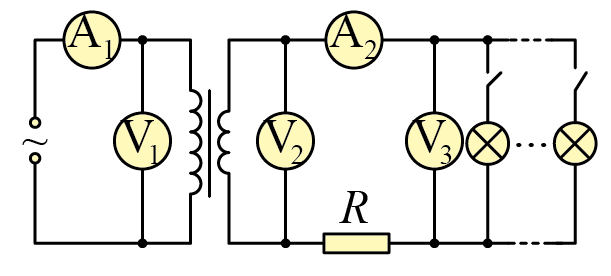 A₁ A₂
~ V₁ V₂ V₃ ...
R